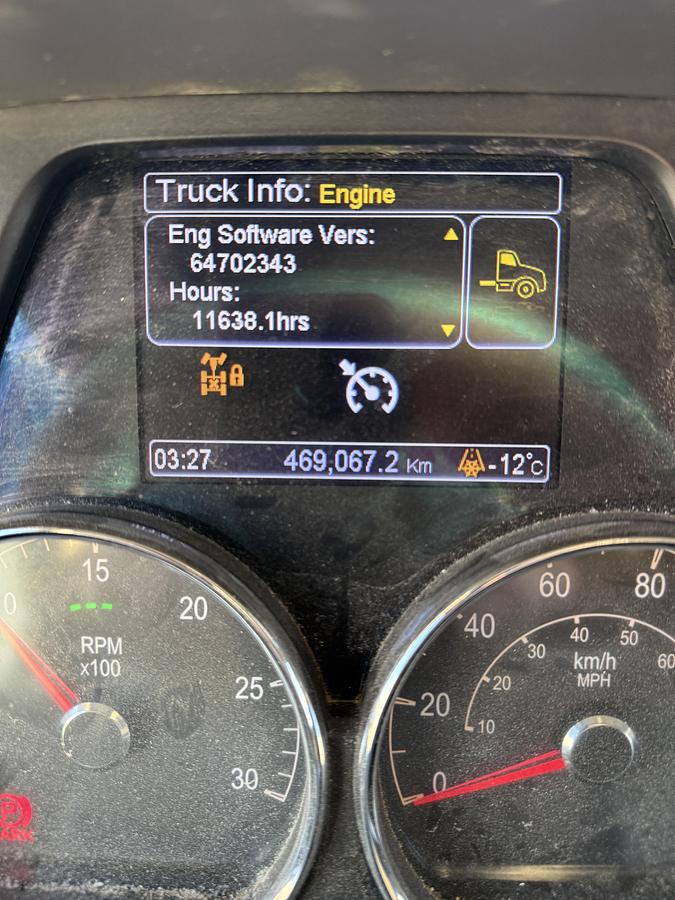 Truck Info: Engine
Eng Software Vers:
64702343
Hours:
11638.1hrs
03:27 469,067.2 Km -12°C
15
20
25
30
RPM
x100
0
20
40
60
80
10
20
30
40
50
60
km/h
MPH
P